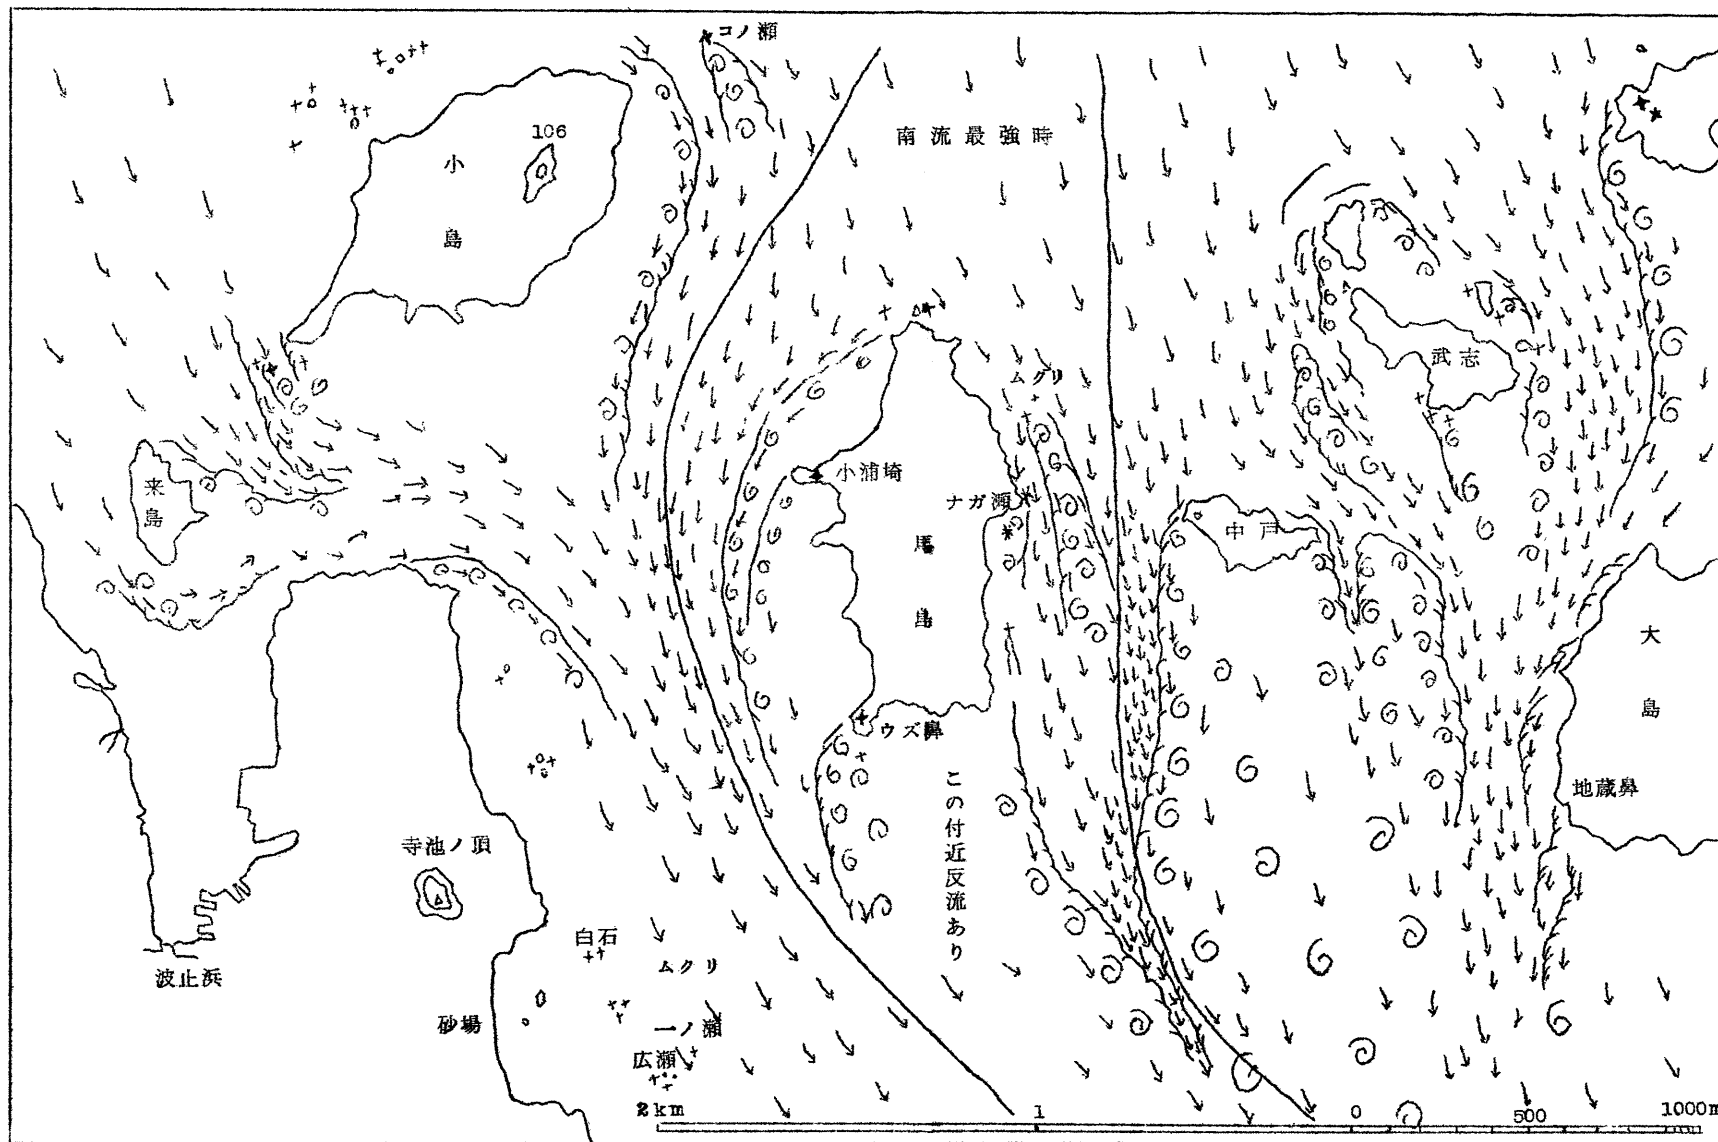 コノ瀬
南流最強時
106
小島
武志
ムクリ
小浦埼
来島
ナガ瀬
中戸
馬島
大島
ウズ鼻
地蔵鼻
この付近反流あり
寺池ノ頂
白石
ムクリ
波止浜
砂場
一ノ瀬
広瀬
2km 1 0 500 1000m